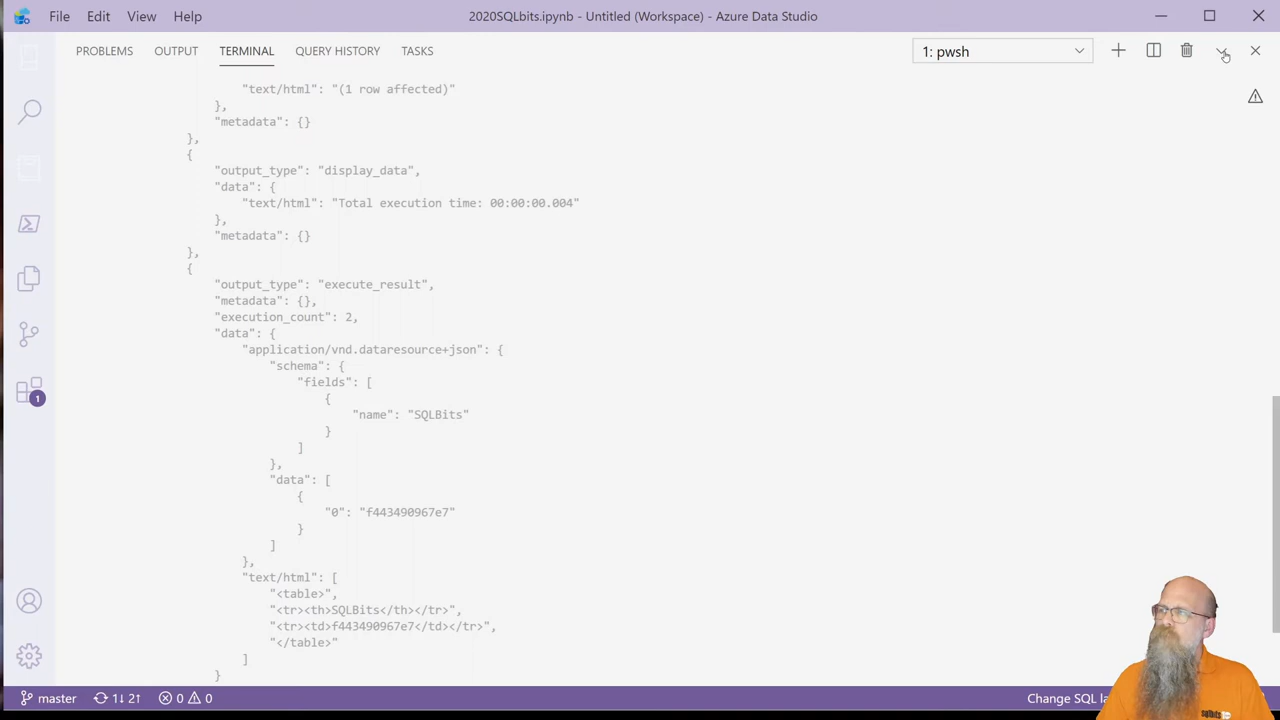 File Edit View Help 2020SQLbits.ipynb - Untitled (Workspace) - Azure Data Studio
PROBLEMS OUTPUT TERMINAL QUERY HISTORY TASKS 1: pwsh
"text/html": "(1 row affected)"
},
"metadata": {}
},
{
"output_type": "display_data",
"data": {
"text/html": "Total execution time: 00:00:00.004"
},
"metadata": {}
},
{
"output_type": "execute_result",
"metadata": {},
"execution_count": 2,
"data": {
"application/vnd.dataresource+json": {
"schema": {
"fields": [
{
"name": "SQLBits"
}
]
},
"data": [
{
"0": "f443490967e7"
}
]
},
"text/html": [
"<table>",
"<tr><th>SQLBits</th></tr>",
"<tr><td>f443490967e7</td></tr>",
"</table>"
]
}
1
master 1↓ 2↑ 0 0 Change SQL